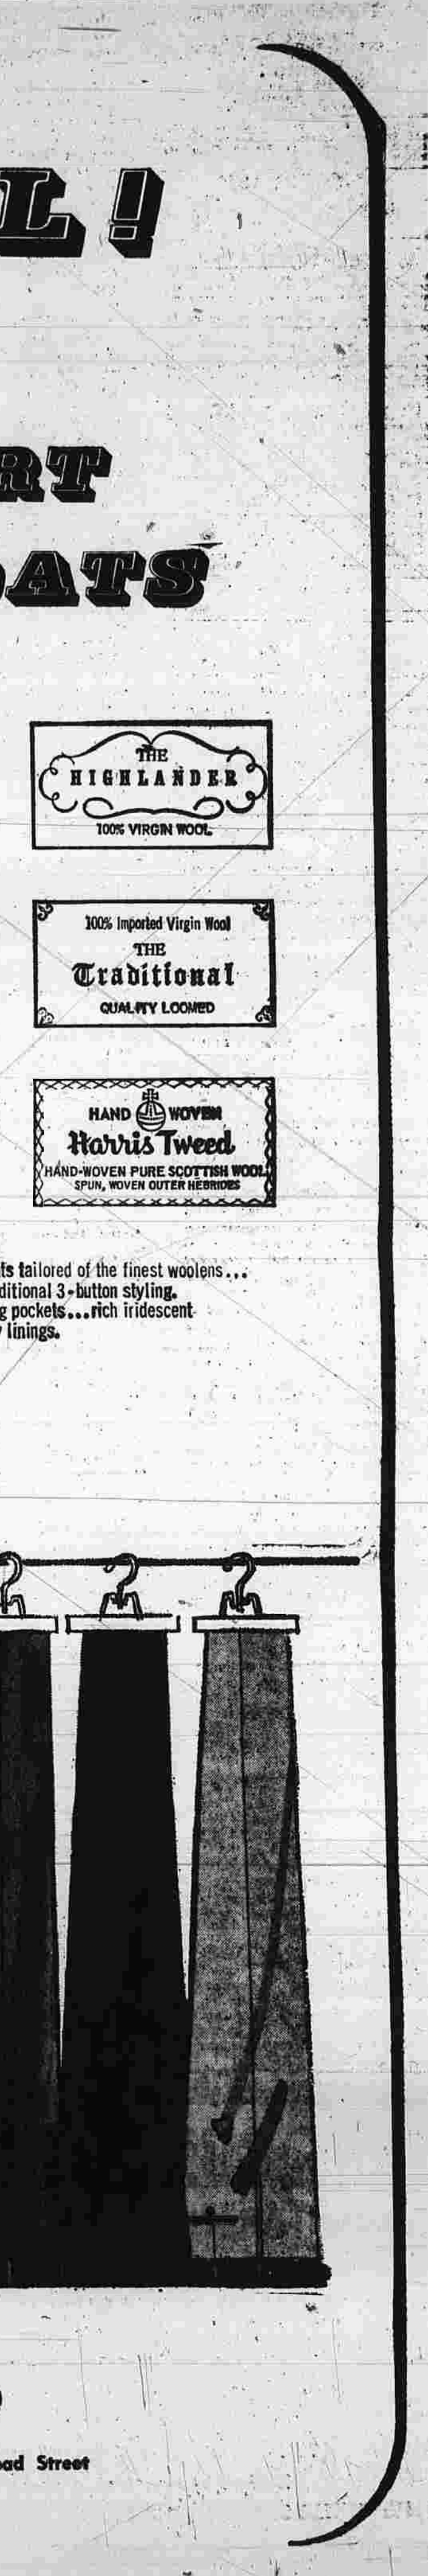 L!
RT
OATS
THE
HIGHLANDER
100% VIRGIN WOOL
100% Imported Virgin Wool
THE
Traditional
QUALITY LOOMED
HAND WOVEN
Harris Tweed
HAND-WOVEN PURE SCOTTISH WOOL
SPUN, WOVEN OUTER HEBRIDES
ts tailored of the finest woolens...
ditional 3-button styling.
g pockets...rich iridescent
linings.
oad Street